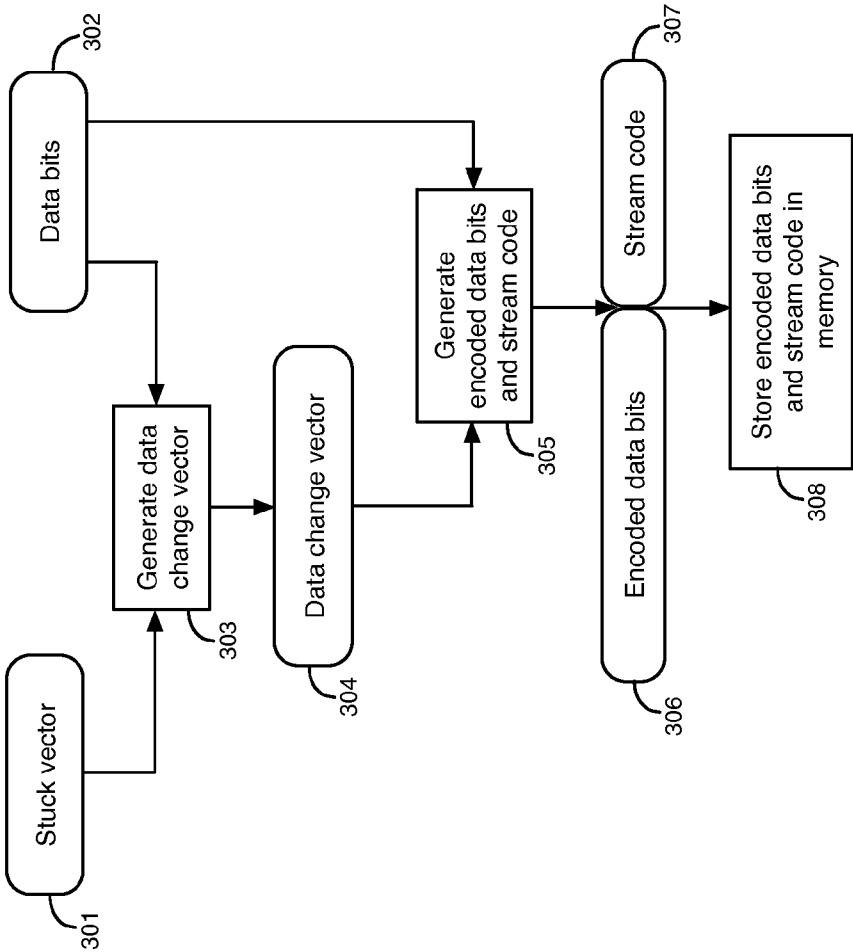 302
Data bits
307
Stream code
Generate
encoded data bits
and stream code
Store encoded data bits
and stream code in
memory
Generate data
change vector
Data change vector
305
Encoded data bits
308
303
304
306
Stuck vector
301